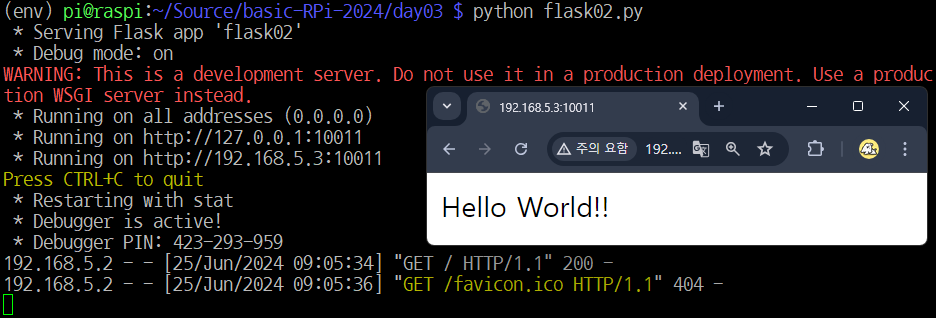 (env) pi@raspi:~/Source/basic-RPi-2024/day03 $ python flask02.py
 * Serving Flask app 'flask02'
 * Debug mode: on
WARNING: This is a development server. Do not use it in a production deployment. Use a produc
tion WSGI server instead.
 * Running on all addresses (0.0.0.0)
 * Running on http://127.0.0.1:10011
 * Running on http://192.168.5.3:10011
Press CTRL+C to quit
 * Restarting with stat
 * Debugger is active!
 * Debugger PIN: 423-293-959
192.168.5.2 - - [25/Jun/2024 09:05:34] "GET / HTTP/1.1" 200 -
192.168.5.2 - - [25/Jun/2024 09:05:36] "GET /favicon.ico HTTP/1.1" 404 -
192.168.5.3:10011
주의 요함 192....
Hello World!!